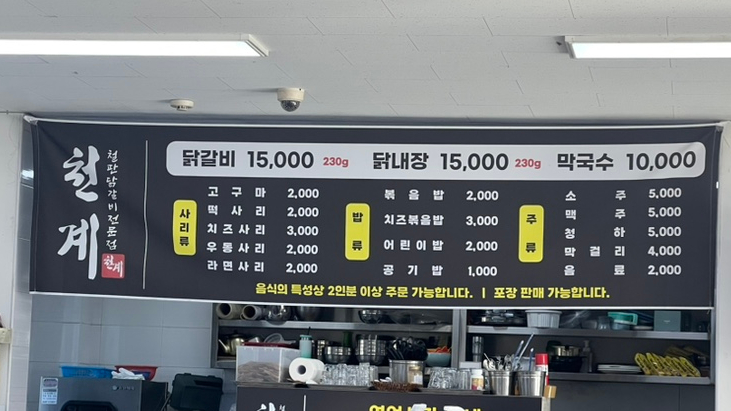 천계
철판닭갈비전문점
천계
닭갈비 15,000 230g 닭내장 15,000 230g 막국수 10,000
사리류
고구마 2,000
떡사리 2,000
치즈사리 3,000
우동사리 2,000
라면사리 2,000
밥류
볶음밥 2,000
치즈볶음밥 3,000
어린이밥 2,000
공기밥 1,000
주류
소주 5,000
맥주 5,000
청하 5,000
막걸리 4,000
음료 2,000
음식의 특성상 2인분 이상 주문 가능합니다. | 포장 판매 가능합니다.